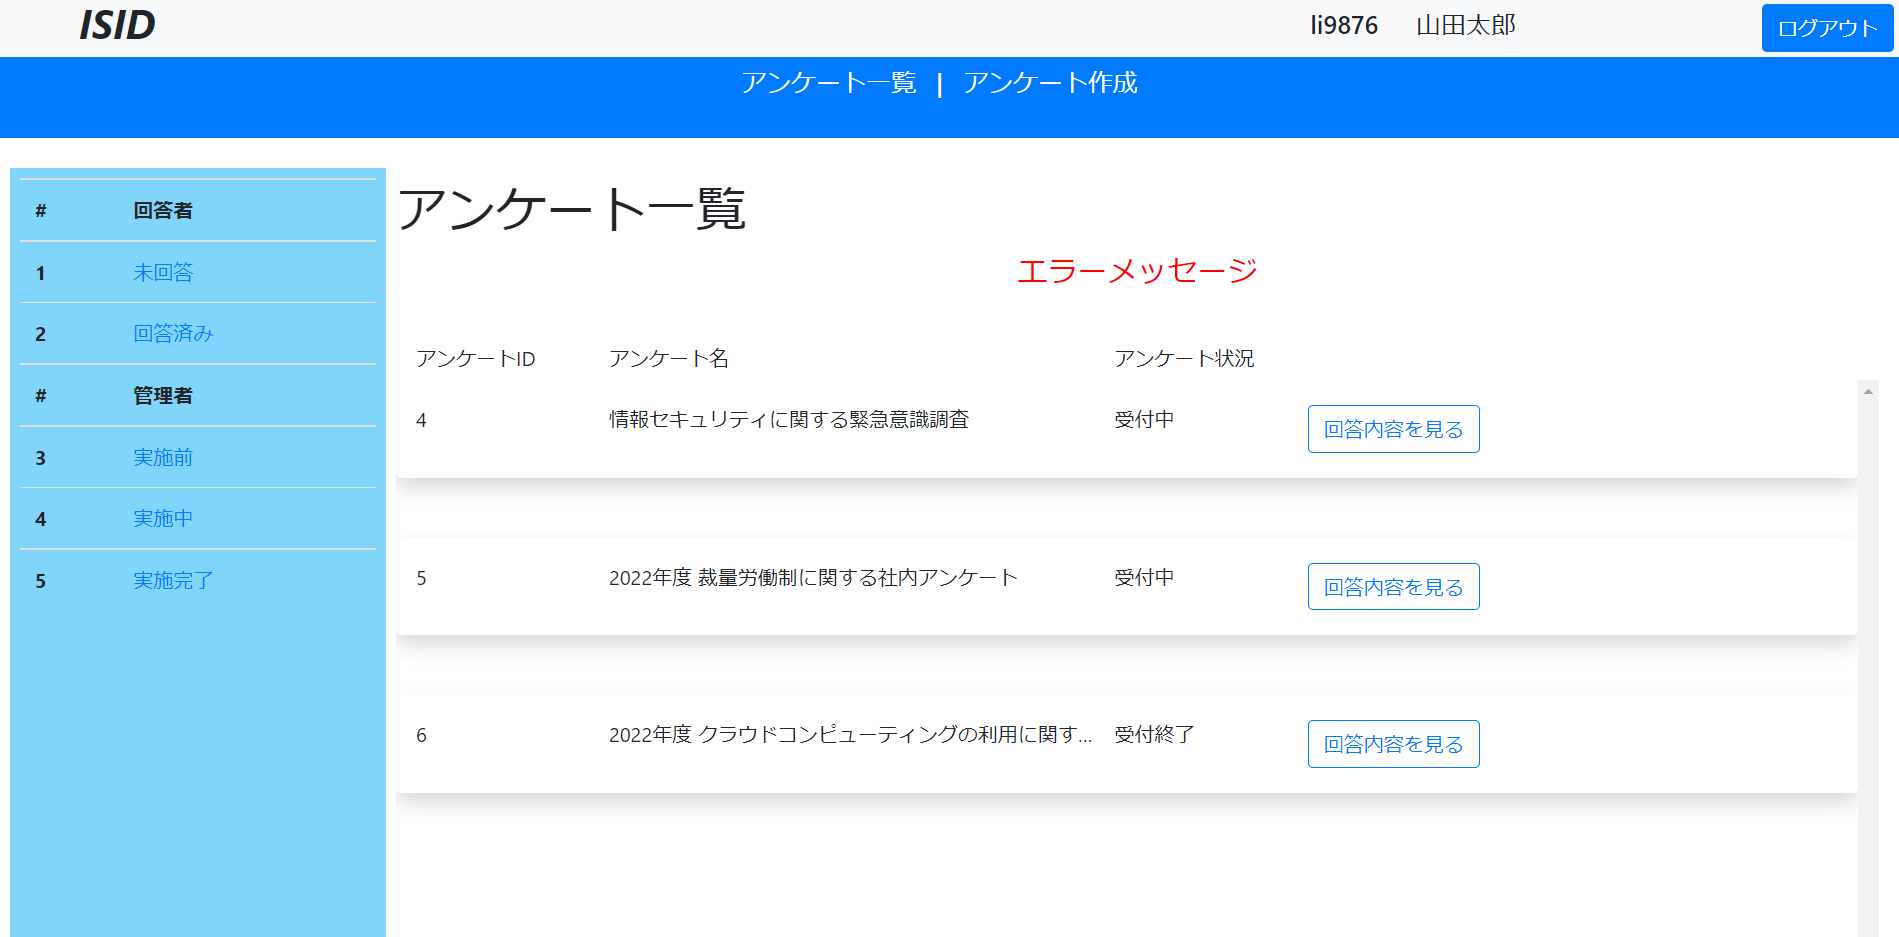 ISID
li9876 山田太郎 ログアウト
アンケート一覧 | アンケート作成
# 回答者
1 未回答
2 回答済み
# 管理者
3 実施前
4 実施中
5 実施完了
アンケート一覧
エラーメッセージ
アンケートID アンケート名 アンケート状況
4 情報セキュリティに関する緊急意識調査 受付中 回答内容を見る
5 2022年度 裁量労働制に関する社内アンケート 受付中 回答内容を見る
6 2022年度 クラウドコンピューティングの利用に関す... 受付終了 回答内容を見る